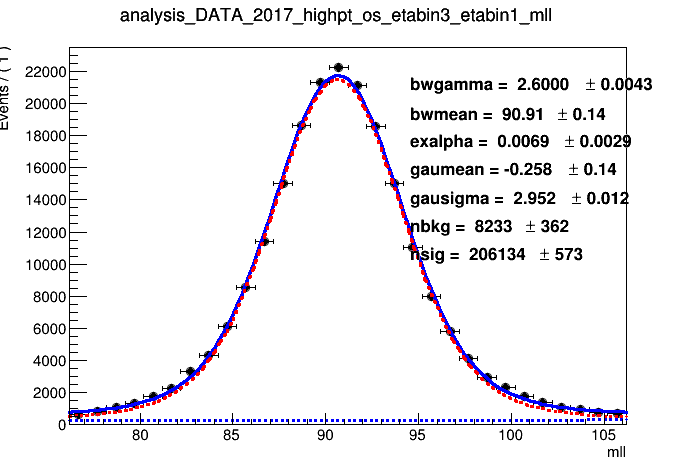 analysis_DATA_2017_highpt_os_etabin3_etabin1_mll
Events / ( 1 )
22000
20000
18000
16000
14000
12000
10000
8000
6000
4000
2000
0
bwgamma = 2.6000 ± 0.0043
bwmean = 90.91 ± 0.14
exalpha = 0.0069 ± 0.0029
gaumean = -0.258 ± 0.14
gausigma = 2.952 ± 0.012
nbkg = 8233 ± 362
nsig = 206134 ± 573
80 85 90 95 100 105
mll